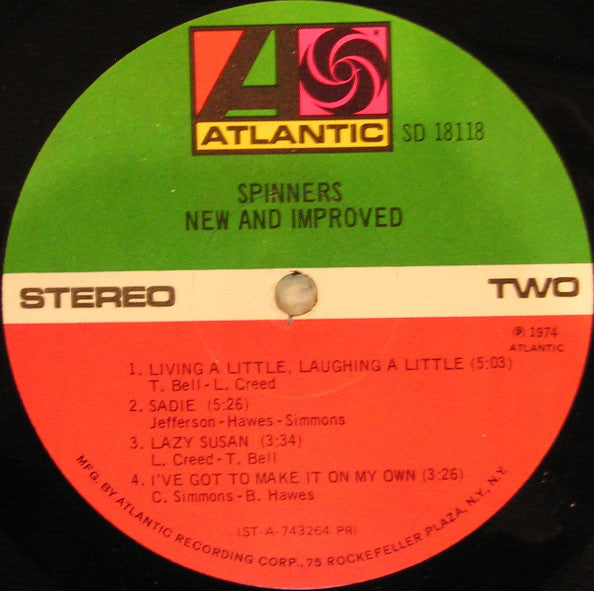 ATLANTIC
SD 18118
SPINNERS
NEW AND IMPROVED
STEREO
TWO
℗ 1974
ATLANTIC
1. LIVING A LITTLE, LAUGHING A LITTLE (5:03)
T. Bell - L. Creed
2. SADIE (5:26)
Jefferson - Hawes - Simmons
3. LAZY SUSAN (3:34)
L. Creed - T. Bell
4. I'VE GOT TO MAKE IT ON MY OWN (3:26)
C. Simmons - B. Hawes
(ST-A-743264 PR)
MFG. BY ATLANTIC RECORDING CORP., 75 ROCKEFELLER PLAZA, N.Y., N.Y.